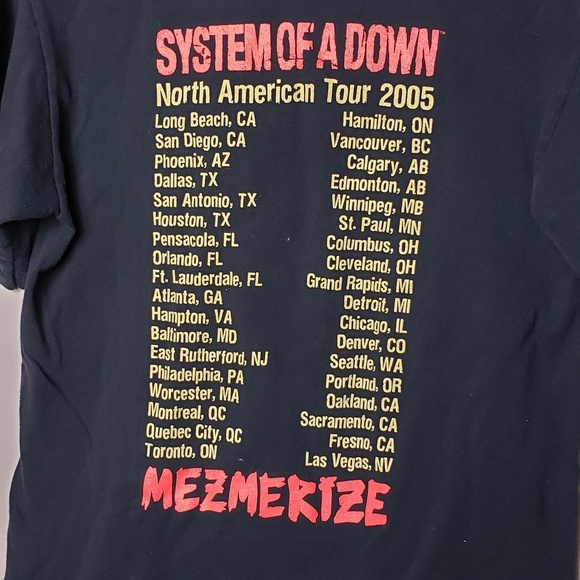 SYSTEM OF A DOWN™
North American Tour 2005
Long Beach, CA
San Diego, CA
Phoenix, AZ
Dallas, TX
San Antonio, TX
Houston, TX
Pensacola, FL
Orlando, FL
Ft. Lauderdale, FL
Atlanta, GA
Hampton, VA
Baltimore, MD
East Rutherford, NJ
Philadelphia, PA
Worcester, MA
Montreal, QC
Quebec City, QC
Toronto, ON
Hamilton, ON
Vancouver, BC
Calgary, AB
Edmonton, AB
Winnipeg, MB
St. Paul, MN
Columbus, OH
Cleveland, OH
Grand Rapids, MI
Detroit, MI
Chicago, IL
Denver, CO
Seattle, WA
Portland, OR
Oakland, CA
Sacramento, CA
Fresno, CA
Las Vegas, NV
MEZMERIZE